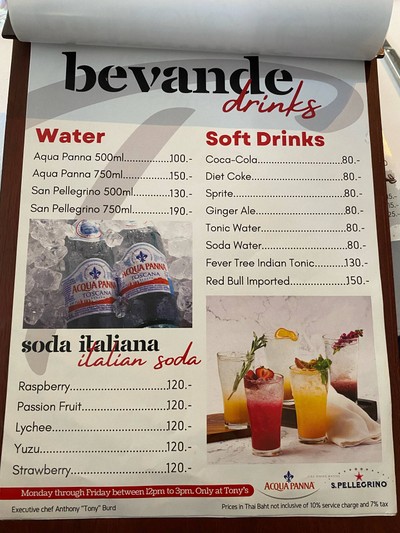 bevande
drinks
Water
Aqua Panna 500ml...............100.-
Aqua Panna 750ml...............150.-
San Pellegrino 500ml..........130.-
San Pellegrino 750ml..........190.-
ACQUA PANNA
TOSCANA
ACQUA PANNA
TOSCANA
soda italiana
italian soda
Raspberry............................120.-
Passion Fruit........................120.-
Lychee..................................120.-
Yuzu......................................120.-
Strawberry...........................120.-
Soft Drinks
Coca-Cola..........................80.-
Diet Coke............................80.-
Sprite....................................80.-
Ginger Ale...........................80.-
Tonic Water.........................80.-
Soda Water.........................80.-
Fever Tree Indian Tonic.......130.-
Red Bull Imported..............150.-
Monday through Friday between 12pm to 3pm. Only at Tony's
ACQUA PANNA
S.PELLEGRINO
Executive chef Anthony "Tony" Burd
Prices in Thai Baht not inclusive of 10% service charge and 7% tax